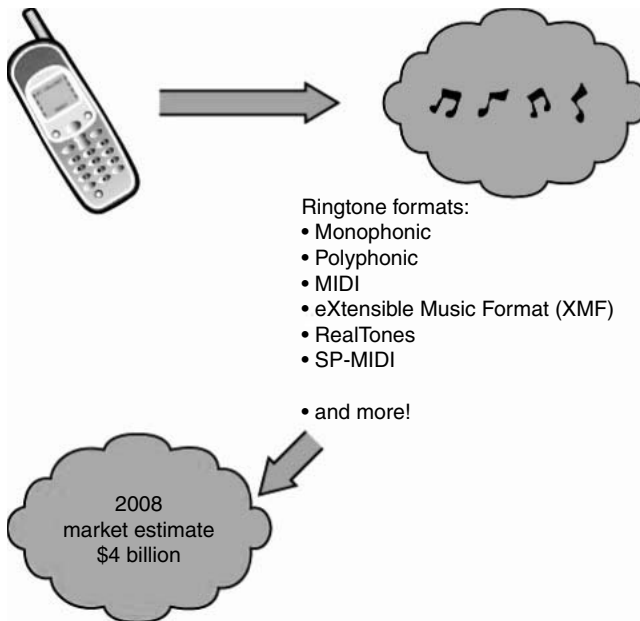 Ringtone formats:
• Monophonic
• Polyphonic
• MIDI
• eXtensible Music Format (XMF)
• RealTones
• SP-MIDI
• and more!
2008
market estimate
$4 billion